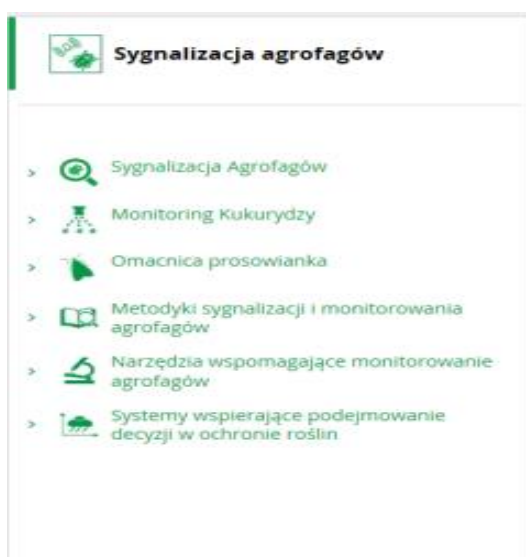 Sygnalizacja agrofagów
Sygnalizacja Agrofagów
Monitoring Kukurydzy
Omacnica prosowianka
Metodyki sygnalizacji i monitorowania
agrofagów
Narzędzia wspomagające monitorowanie
agrofagów
Systemy wspierające podejmowanie
decyzji w ochronie roślin